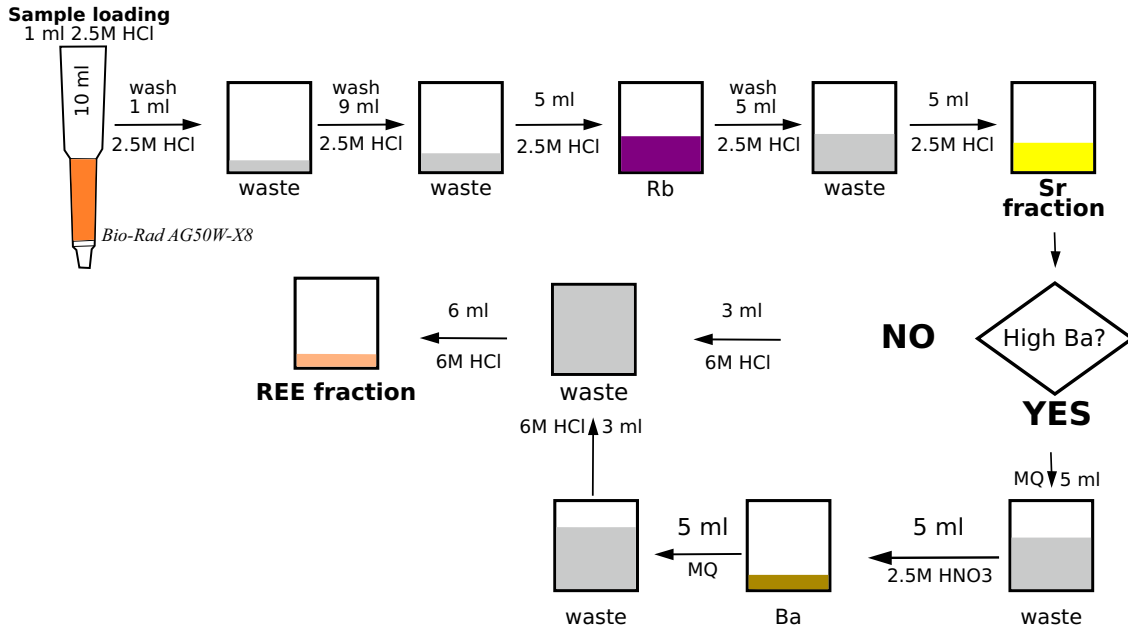 Sample loading
1 ml 2.5M HCl
10 ml
Bio-Rad AG50W-X8
wash
1 ml
2.5M HCl
waste
wash
9 ml
2.5M HCl
waste
5 ml
2.5M HCl
Rb
wash
5 ml
2.5M HCl
waste
5 ml
2.5M HCl
Sr
fraction
High Ba?
NO
3 ml
6M HCl
waste
6 ml
6M HCl
REE fraction
YES
MQ 5 ml
waste
5 ml
2.5M HNO3
Ba
5 ml
MQ
waste
6M HCl 3 ml